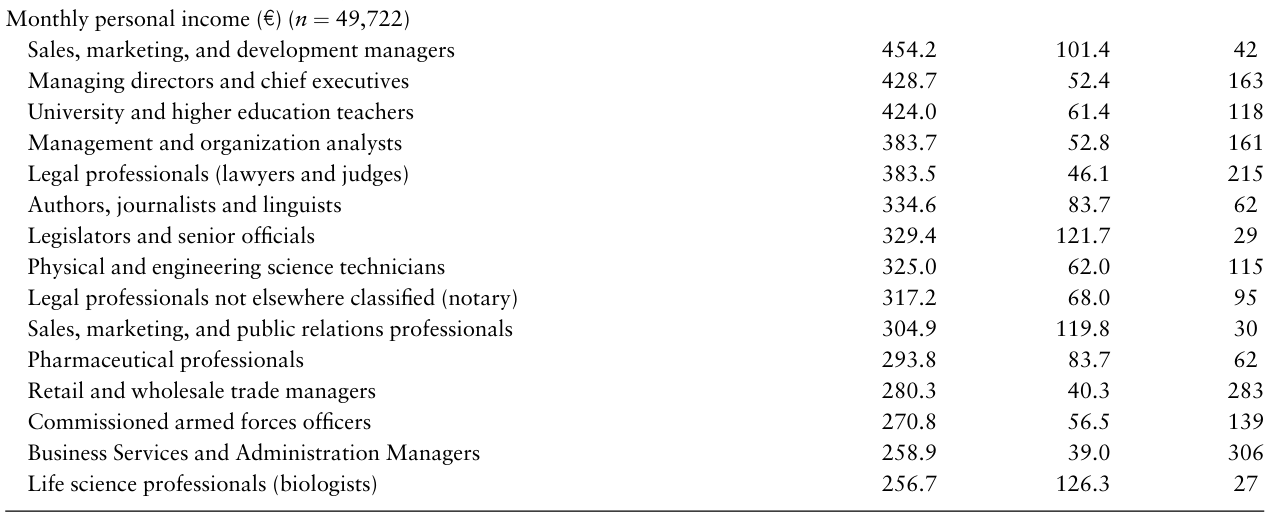 Monthly personal income (€) (n = 49,722)
Sales, marketing, and development managers 454.2 101.4 42
Managing directors and chief executives 428.7 52.4 163
University and higher education teachers 424.0 61.4 118
Management and organization analysts 383.7 52.8 161
Legal professionals (lawyers and judges) 383.5 46.1 215
Authors, journalists and linguists 334.6 83.7 62
Legislators and senior officials 329.4 121.7 29
Physical and engineering science technicians 325.0 62.0 115
Legal professionals not elsewhere classified (notary) 317.2 68.0 95
Sales, marketing, and public relations professionals 304.9 119.8 30
Pharmaceutical professionals 293.8 83.7 62
Retail and wholesale trade managers 280.3 40.3 283
Commissioned armed forces officers 270.8 56.5 139
Business Services and Administration Managers 258.9 39.0 306
Life science professionals (biologists) 256.7 126.3 27